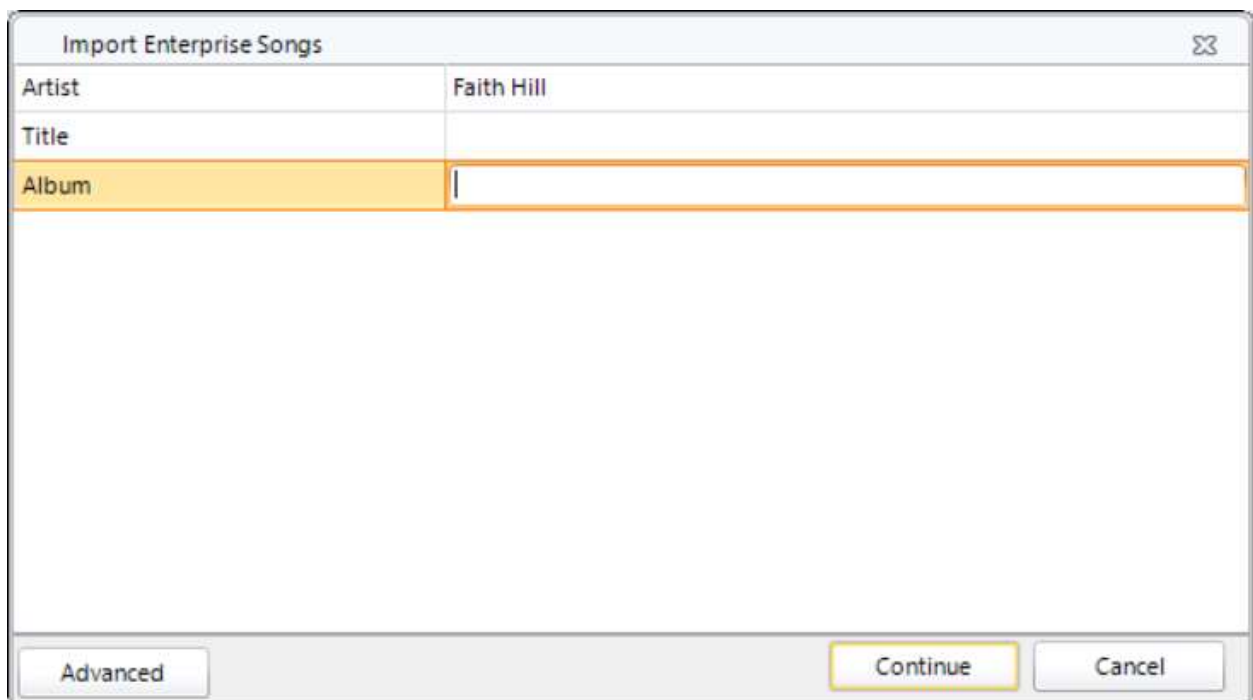 Import Enterprise Songs
Artist Faith Hill
Title
Album
Advanced Continue Cancel